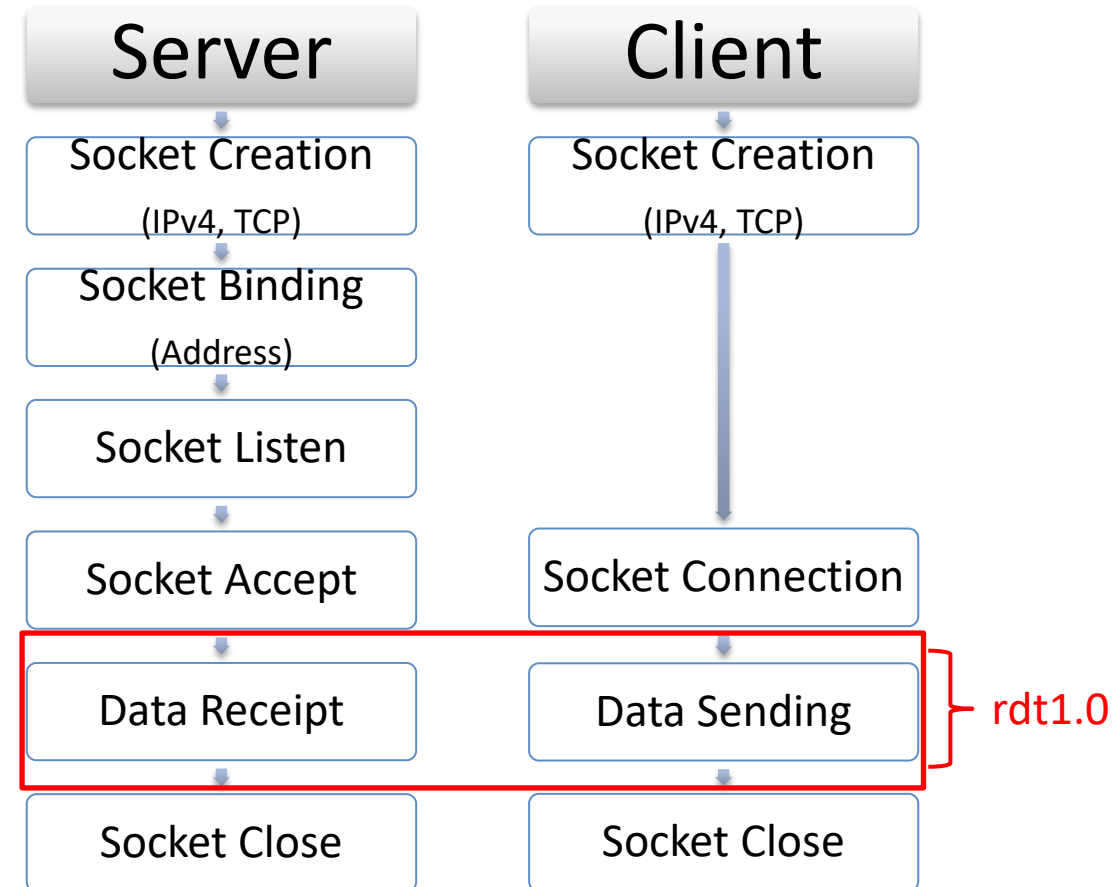 Server
Socket Creation
(IPv4, TCP)
Socket Binding
(Address)
Socket Listen
Socket Accept
Data Receipt
Socket Close
Client
Socket Creation
(IPv4, TCP)
Socket Connection
Data Sending
Socket Close
rdt1.0